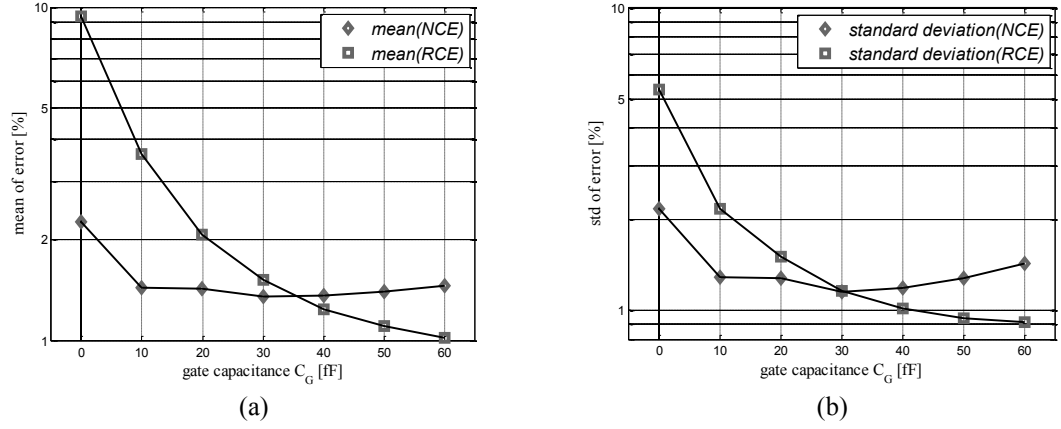 10
5
2
1
mean of error [%]
mean(NCE)
mean(RCE)
0 10 20 30 40 50 60
gate capacitance C_G [fF]
(a)
10
5
2
1
std of error [%]
standard deviation(NCE)
standard deviation(RCE)
0 10 20 30 40 50 60
gate capacitance C_G [fF]
(b)